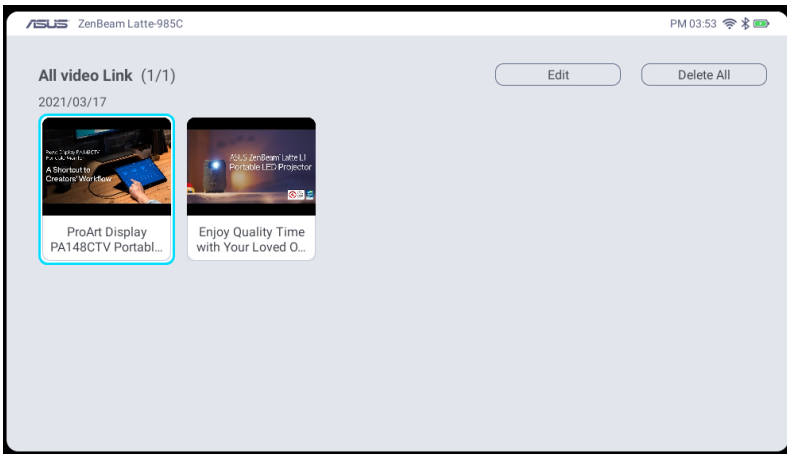 ASUS ZenBeam Latte-985C
PM 03:53
All video Link (1/1)
Edit
Delete All
2021/03/17
A Shortcut to
Creators' Workflow
ASUS ZenBeam Latte L1
Portable LED Projector
ProArt Display
PA148CTV Portabl...
Enjoy Quality Time
with Your Loved O...